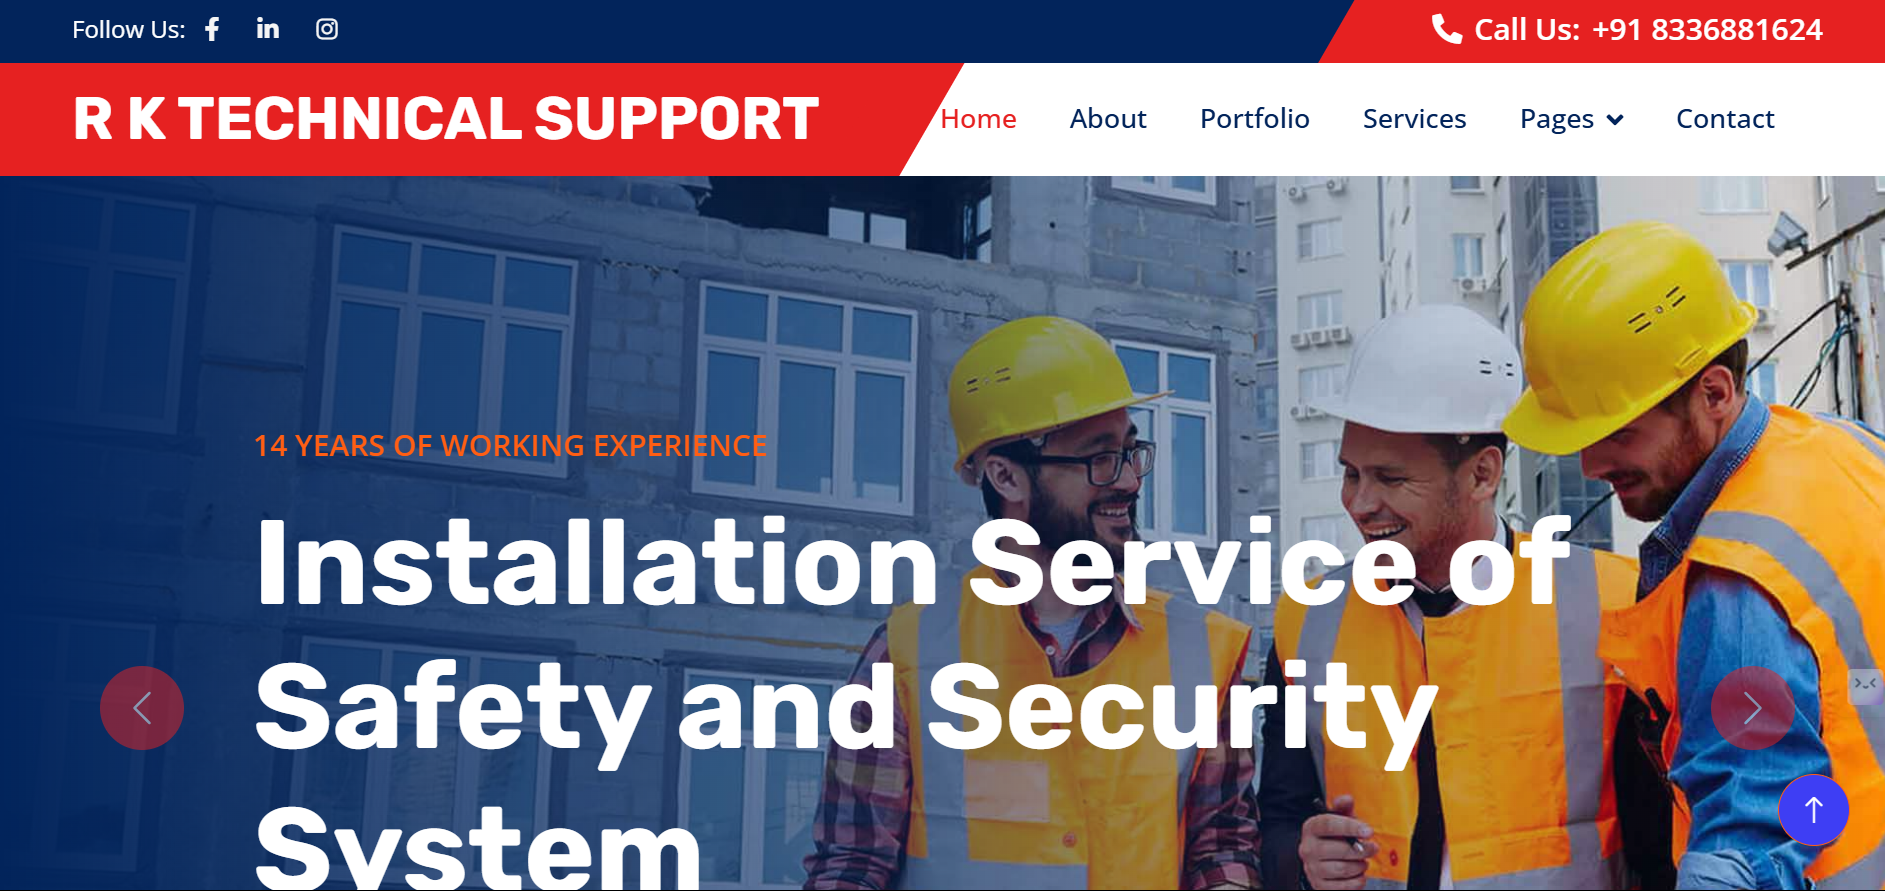 Follow Us:
Call Us: +91 8336881624
R K TECHNICAL SUPPORT
Home About Portfolio Services Pages Contact
14 YEARS OF WORKING EXPERIENCE
Installation Service of
Safety and Security
System